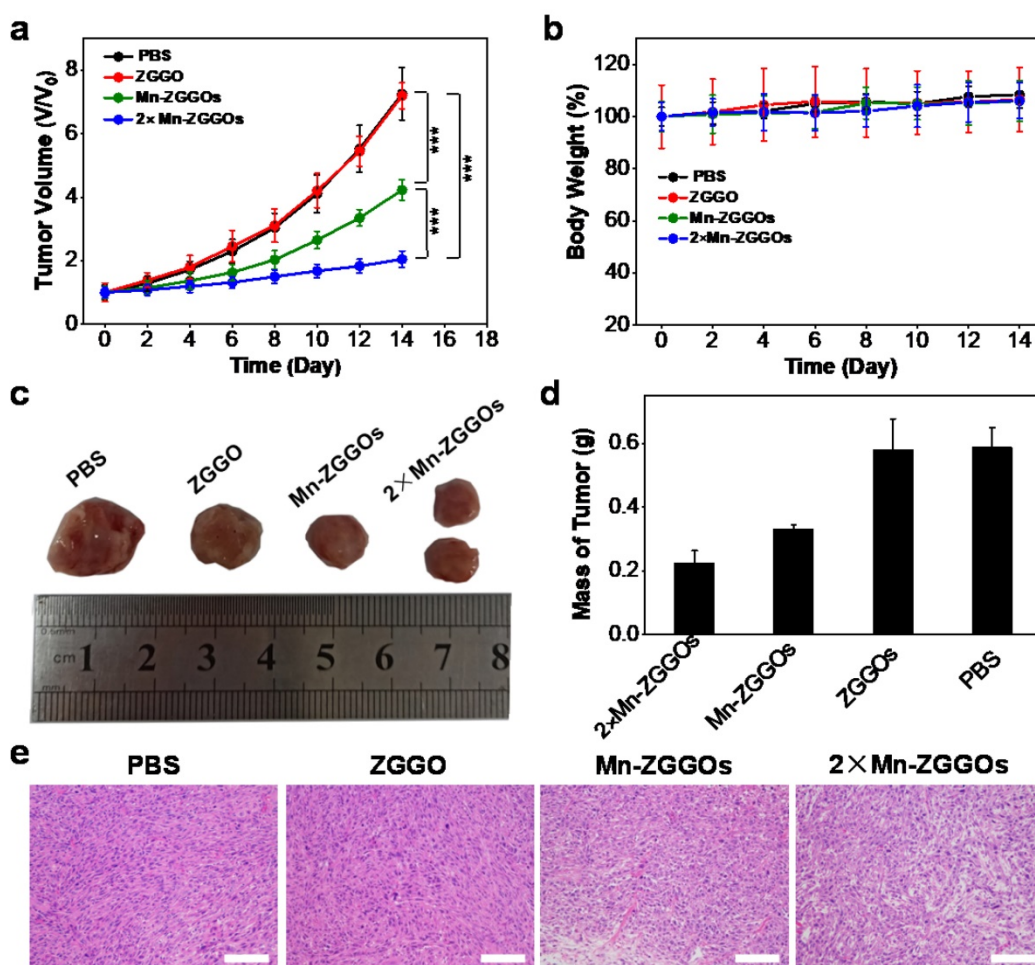 a
PBS
ZGGO
Mn-ZGGOs
2× Mn-ZGGOs
Tumor Volume (V/V0)
8
6
4
2
0
***
***
***
0 2 4 6 8 10 12 14 16 18
Time (Day)
b
Body Weight (%)
120
100
80
60
40
20
PBS
ZGGO
Mn-ZGGOs
2×Mn-ZGGOs
0 2 4 6 8 10 12 14
Time (Day)
c
PBS
ZGGO
Mn-ZGGOs
2×Mn-ZGGOs
cm 1 2 3 4 5 6 7 8
d
Mass of Tumor (g)
0.6
0.4
0.2
0.0
2×Mn-ZGGOs
Mn-ZGGOs
ZGGOs
PBS
e
PBS
ZGGO
Mn-ZGGOs
2×Mn-ZGGOs